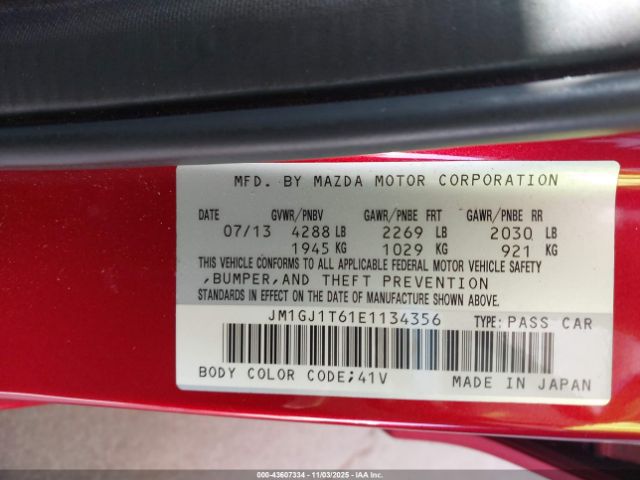 MFD. BY MAZDA MOTOR CORPORATION
DATE GVWR/PNBV GAWR/PNBE FRT GAWR/PNBE RR
07/13 4288 LB 2269 LB 2030 LB
1945 KG 1029 KG 921 KG
THIS VEHICLE CONFORMS TO ALL APPLICABLE FEDERAL MOTOR VEHICLE SAFETY
,BUMPER,AND THEFT PREVENTION
STANDARDS IN EFFECT ON THE DATE OF MANUFACTURE SHOWN ABOVE.
JM1GJ1T61E1134356 TYPE: PASS CAR
BODY COLOR CODE;41V MADE IN JAPAN
000-43607334 - 11/03/2025 - IAAI.COM